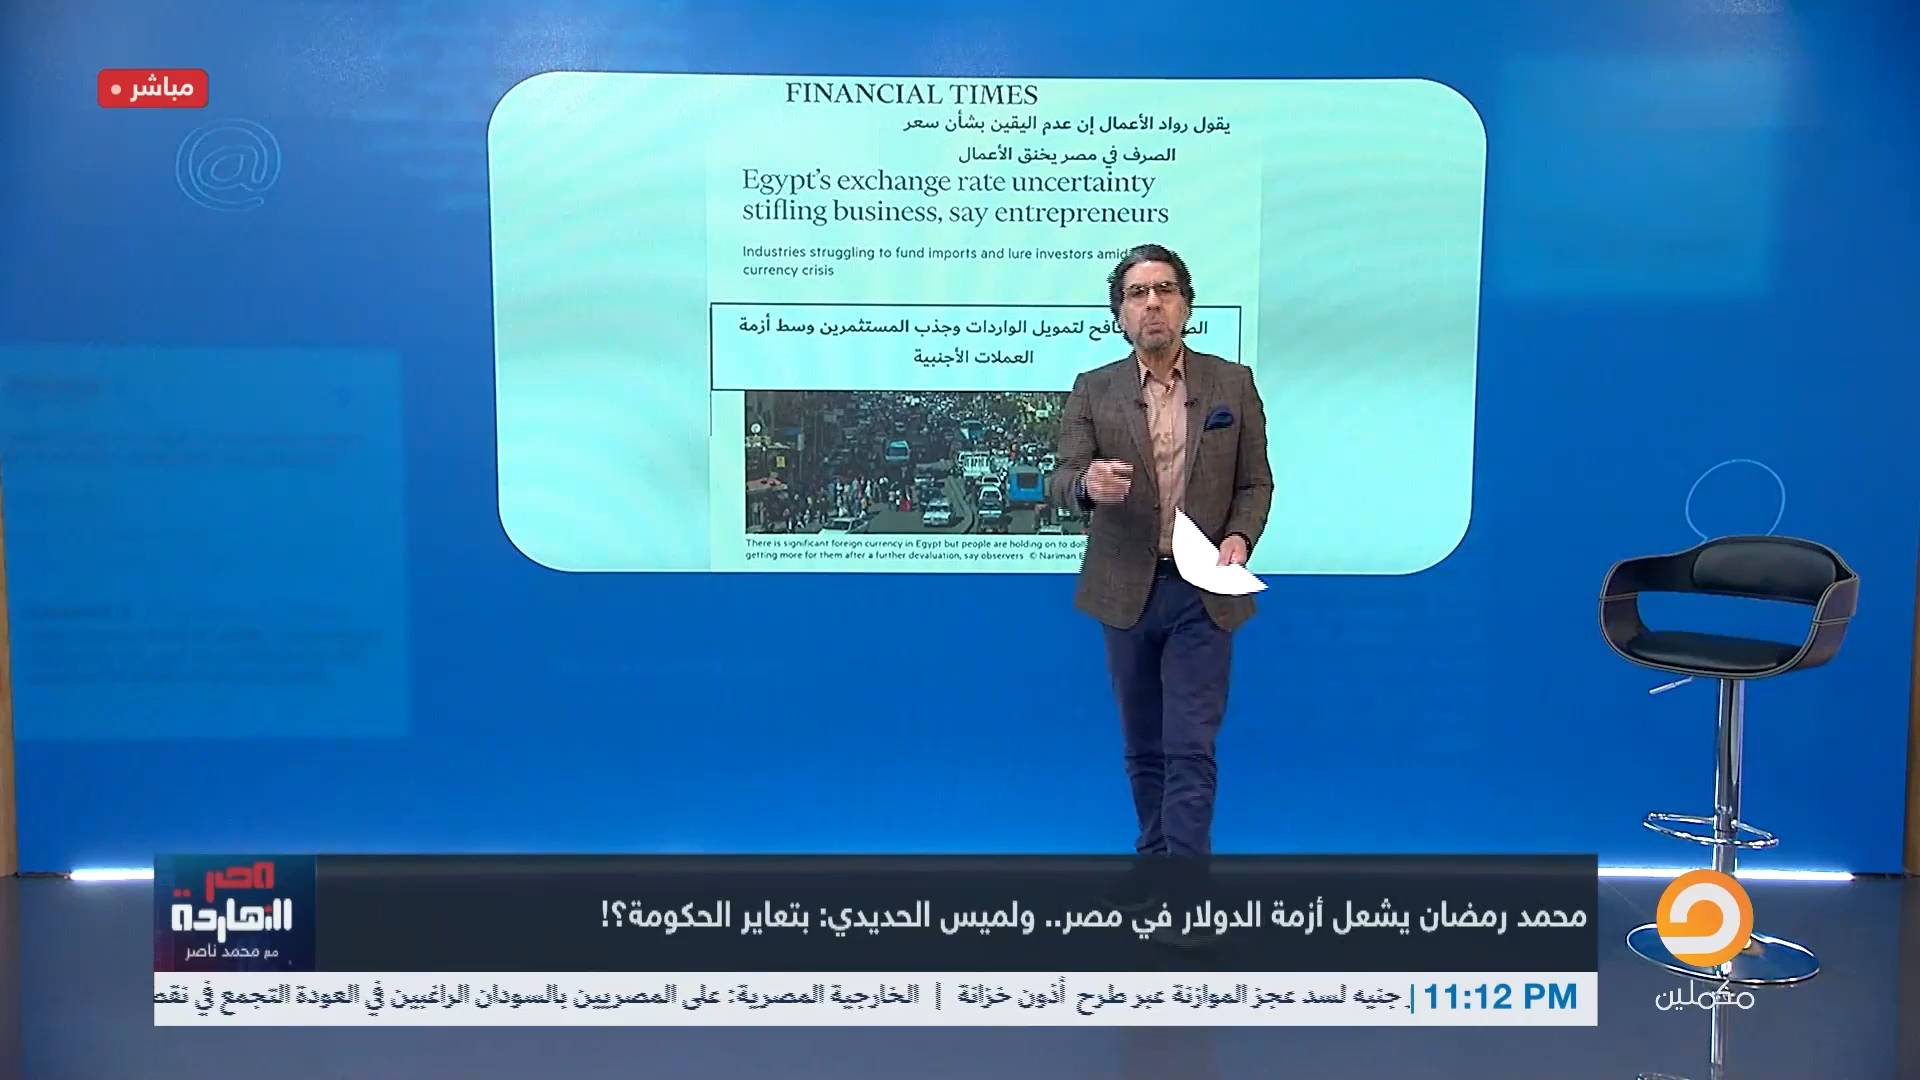 مباشر
FINANCIAL TIMES
يقول رواد الأعمال إن عدم اليقين بشأن سعر
الصرف في مصر يخنق الأعمال
Egypt's exchange rate uncertainty
stifling business, say entrepreneurs
Industries struggling to fund imports and lure investors amid
currency crisis
لتمويل الواردات وجذب المستثمرين وسط أزمة
العملات الأجنبية
There is significant foreign currency in Egypt but people are holding on to
getting more for them after a further devaluation, say observers © Nariman
محمد رمضان يشعل أزمة الدولار في مصر.. ولميس الحديدي: بتعاير الحكومة؟!
مصر
النهاردة
مع محمد ناصر
11:12 PM
جنيه لسد عجز الموازنة عبر طرح أذون خزانة | الخارجية المصرية: على المصريين بالسودان الراغبين في العودة التجمع في
مكملين